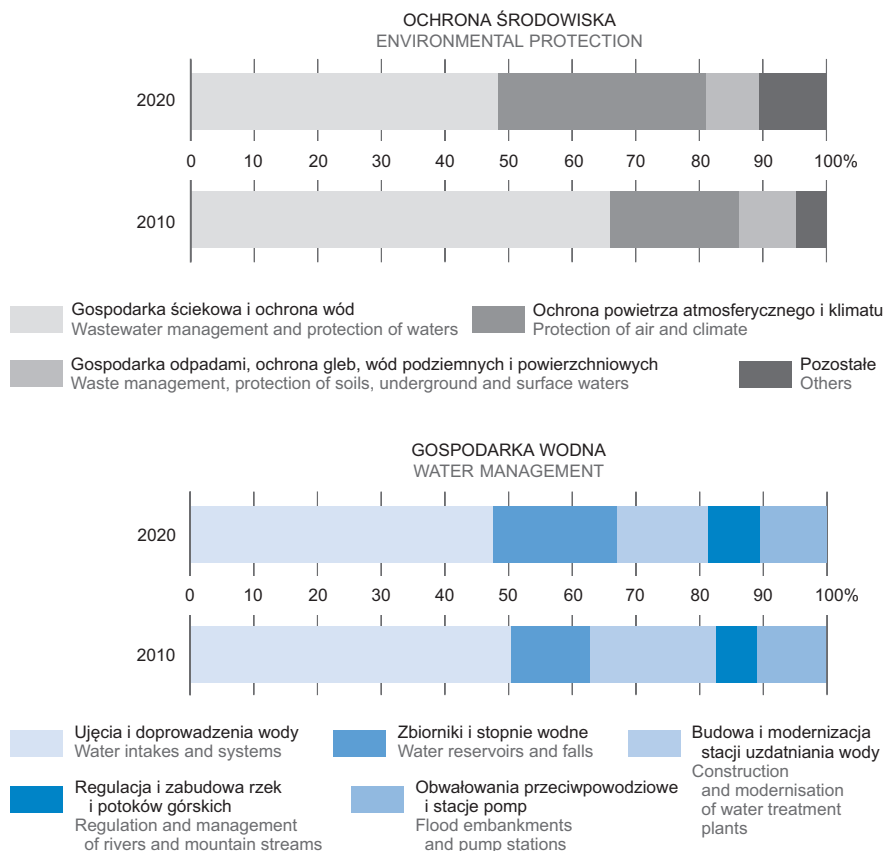 OCHRONA ŚRODOWISKA
ENVIRONMENTAL PROTECTION
2020
0 10 20 30 40 50 60 70 80 90 100%
2010
Gospodarka ściekowa i ochrona wód
Wastewater management and protection of waters
Ochrona powietrza atmosferycznego i klimatu
Protection of air and climate
Gospodarka odpadami, ochrona gleb, wód podziemnych i powierzchniowych
Waste management, protection of soils, underground and surface waters
Pozostałe
Others
GOSPODARKA WODNA
WATER MANAGEMENT
2020
0 10 20 30 40 50 60 70 80 90 100%
2010
Ujęcia i doprowadzenia wody
Water intakes and systems
Zbiorniki i stopnie wodne
Water reservoirs and falls
Budowa i modernizacja
stacji uzdatniania wody
Construction
and modernisation
of water treatment
plants
Regulacja i zabudowa rzek
i potoków górskich
Regulation and management
of rivers and mountain streams
Obwałowania przeciwpowodziowe
i stacje pomp
Flood embankments
and pump stations